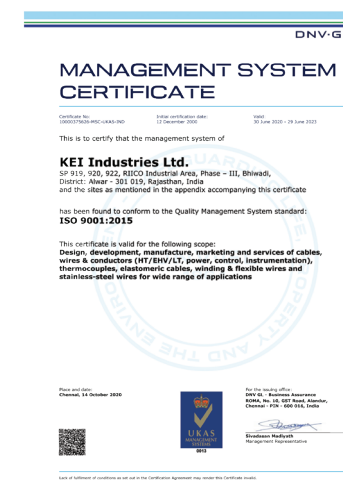 DNV·G
MANAGEMENT SYSTEM
CERTIFICATE
Certificate No: Initial certification date: Valid
10000375626-MSC-UKAS-IND 12 December 2000 30 June 2020 – 29 June 2023
This is to certify that the management system of
KEI Industries Ltd.
SP 919, 920, 922, RIICO Industrial Area, Phase – III, Bhiwadi,
District: Alwar - 301 019, Rajasthan, India
and the sites as mentioned in the appendix accompanying this certificate
has been found to conform to the Quality Management System standard:
ISO 9001:2015
This certificate is valid for the following scope:
Design, development, manufacture, marketing and services of cables,
wires & conductors (HT/EHV/LT, power, control, instrumentation),
thermocouples, elastomeric cables, winding & flexible wires and
stainless-steel wires for wide range of applications
Place and date:
Chennai, 14 October 2020
UKAS
MANAGEMENT
SYSTEMS
0013
For the issuing office:
DNV GL - Business Assurance
ROMA, No. 10, GST Road, Alandur,
Chennai - PIN - 600 016, India
Sivadasan Madiyath
Management Representative
Lack of fulfilment of conditions as set out in the Certification Agreement may render this Certificate invalid.